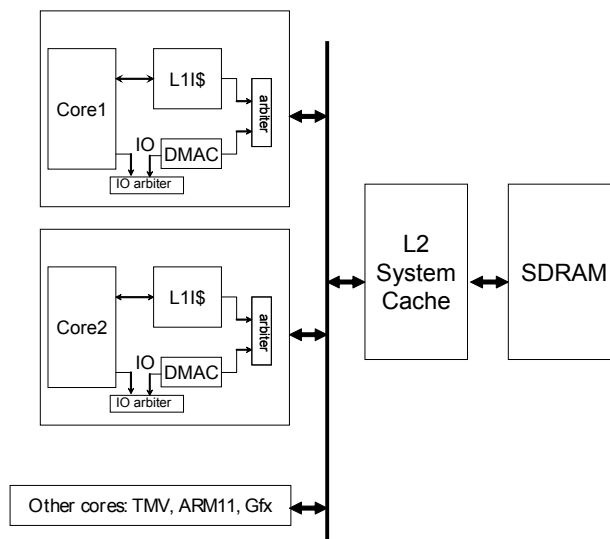 L1I$
Core1
arbiter
IO
DMAC
IO arbiter
L2
System
Cache
SDRAM
L1I$
Core2
arbiter
IO
DMAC
IO arbiter
Other cores: TMV, ARM11, Gfx